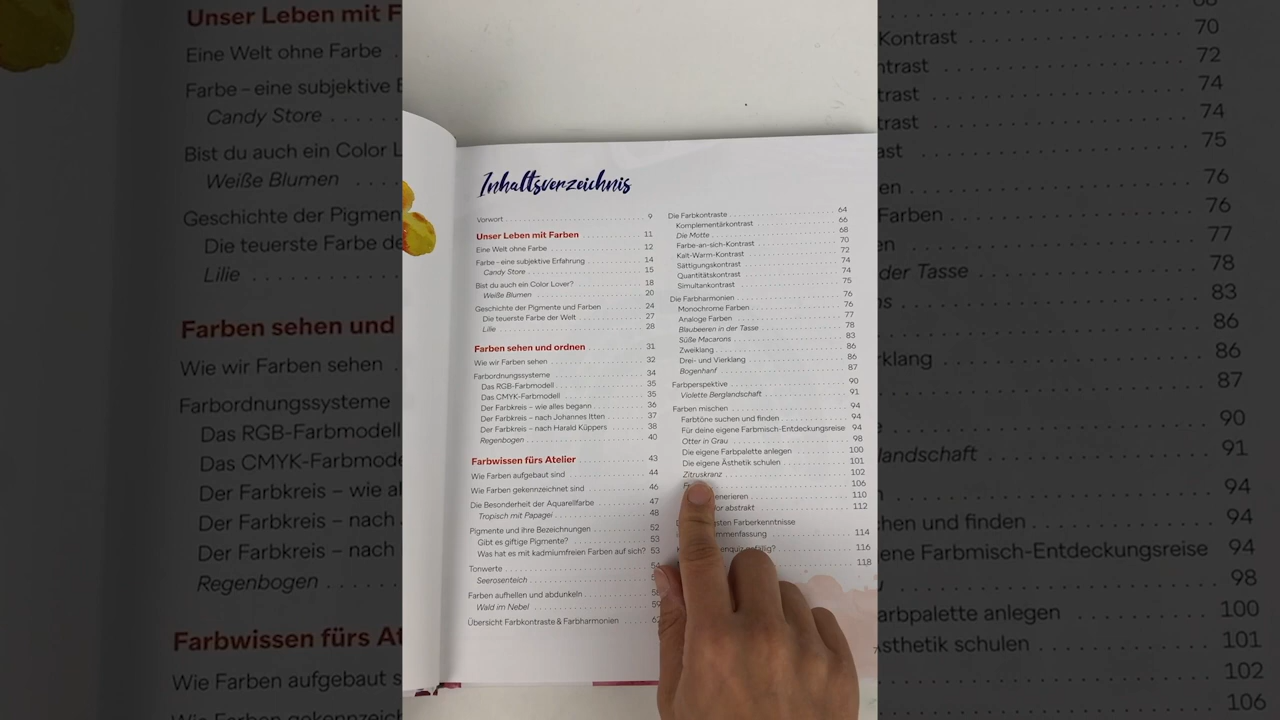 Inhaltsverzeichnis
Vorwort 9
Unser Leben mit Farben 11
Eine Welt ohne Farbe 12
Farbe - eine subjektive Erfahrung 14
Candy Store 15
Bist du auch ein Color Lover? 18
Weiße Blumen 20
Geschichte der Pigmente und Farben 24
Die teuerste Farbe der Welt 27
Lilie 28
Farben sehen und ordnen 31
Wie wir Farben sehen 32
Farbordnungssysteme 34
Das RGB-Farbmodell 35
Das CMYK-Farbmodell 35
Der Farbkreis – wie alles begann 36
Der Farbkreis – nach Johannes Itten 37
Der Farbkreis – nach Harald Küppers 38
Regenbogen 40
Farbwissen fürs Atelier 43
Wie Farben aufgebaut sind 44
Wie Farben gekennzeichnet sind 46
Die Besonderheit der Aquarellfarbe 47
Tropisch mit Papagei 48
Pigmente und ihre Bezeichnungen 52
Gibt es giftige Pigmente? 53
Was hat es mit kadmiumfreien Farben auf sich? 53
Tonwerte 54
Seerosenteich
Farben aufhellen und abdunkeln 58
Wald im Nebel 59
Übersicht Farbkontraste & Farbharmonien
Die Farbkontraste 64
Komplementärkontrast 66
Die Motte 68
Farbe-an-sich-Kontrast 70
Kalt-Warm-Kontrast 72
Sättigungskontrast 74
Quantitätskontrast 74
Simultankontrast 75
Die Farbharmonien 76
Monochrome Farben 76
Analoge Farben 77
Blaubeeren in der Tasse 78
Süße Macarons 83
Zweiklang 86
Drei- und Vierklang 86
Bogenhanf 87
Farbperspektive 90
Violette Berglandschaft 91
Farben mischen 94
Farbtöne suchen und finden 94
Für deine eigene Farbmisch-Entdeckungsreise 94
Otter in Grau 98
Die eigene Farbpalette anlegen 100
Die eigene Ästhetik schulen 101
Zitruskranz 102
106
110
abstrakt 112
Farberkenntnisse
114
116
118